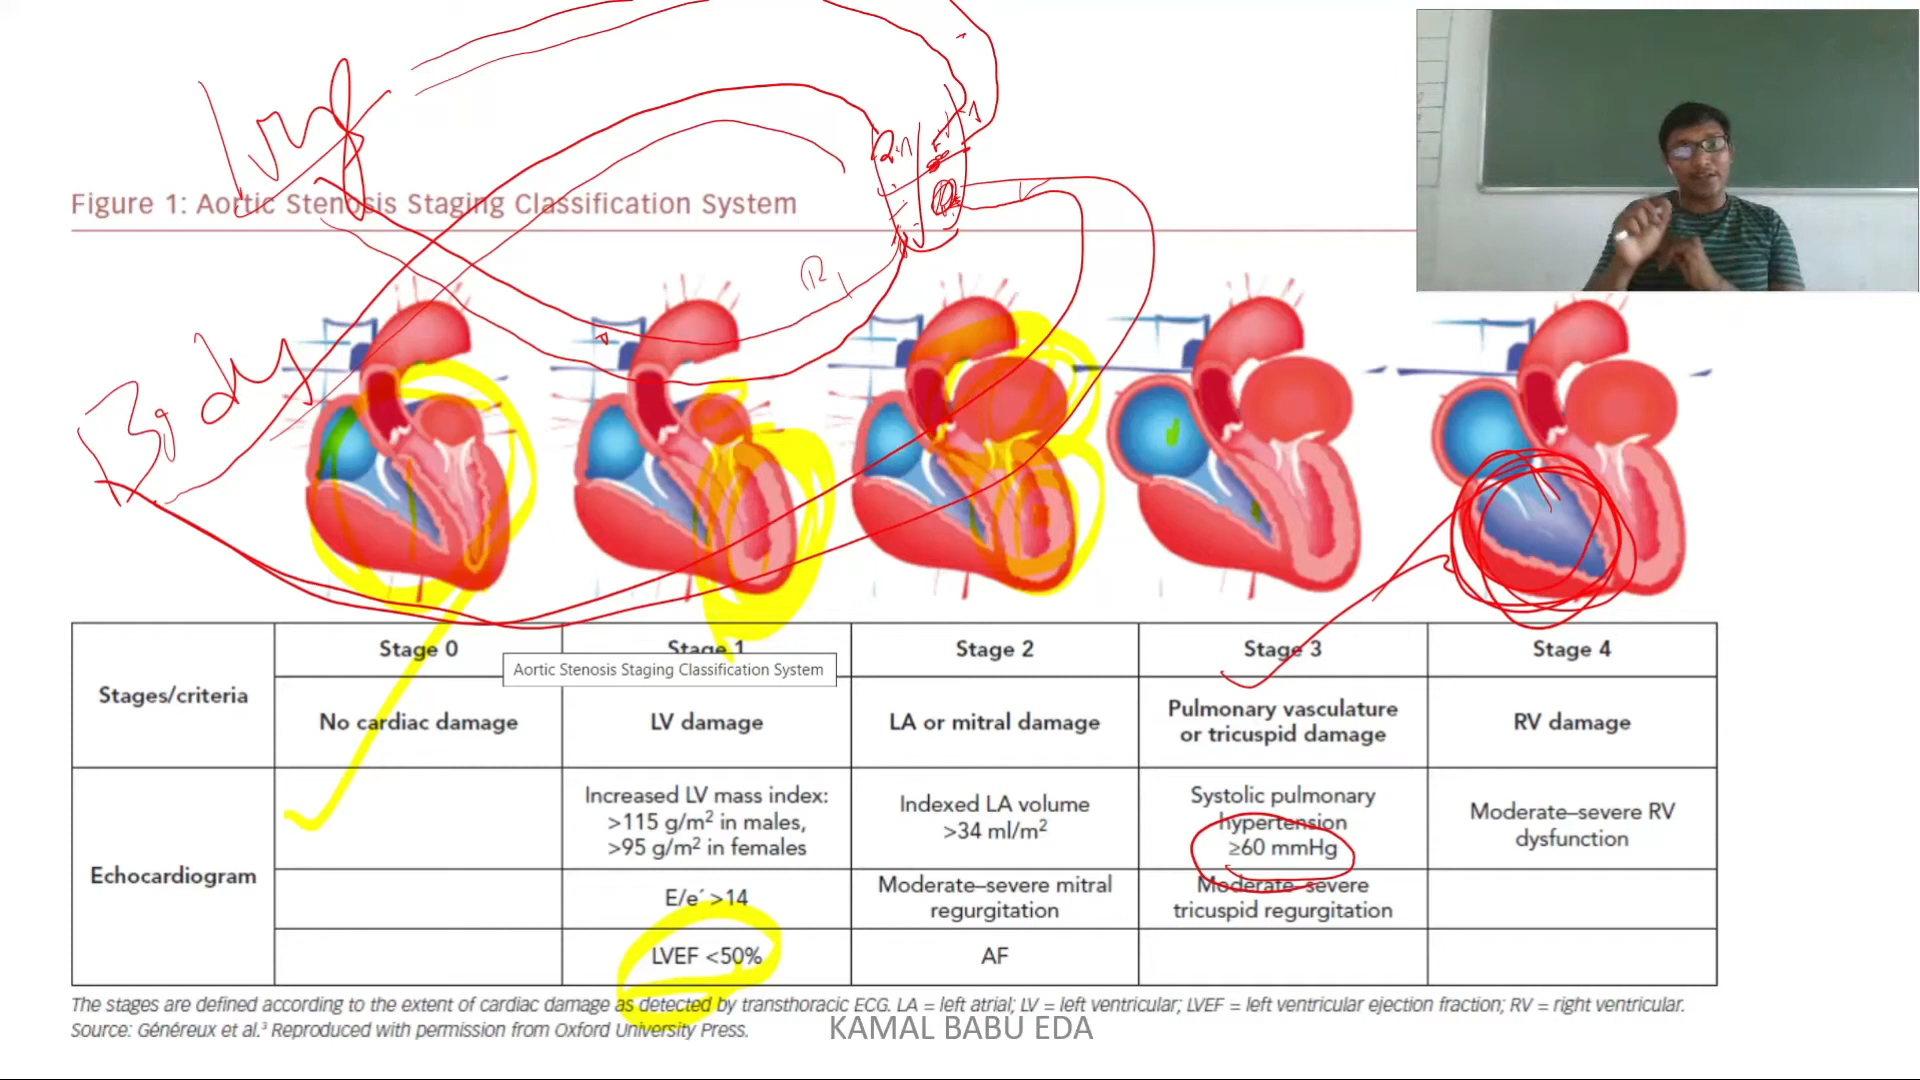 Lung
Figure 1: Aortic Stenosis Staging Classification System
Body
Stage 0
Stage 1
Stage 2
Stage 3
Stage 4
Aortic Stenosis Staging Classification System
Stages/criteria
No cardiac damage
LV damage
LA or mitral damage
Pulmonary vasculature
or tricuspid damage
RV damage
Echocardiogram
Increased LV mass index:
>115 g/m² in males,
>95 g/m² in females
Indexed LA volume
>34 ml/m²
Systolic pulmonary
hypertension
≥60 mmHg
Moderate–severe RV
dysfunction
E/e´ >14
Moderate–severe mitral
regurgitation
Moderate–severe
tricuspid regurgitation
LVEF <50%
AF
The stages are defined according to the extent of cardiac damage as detected by transthoracic ECG. LA = left atrial; LV = left ventricular; LVEF = left ventricular ejection fraction; RV = right ventricular.
Source: Généreux et al.³ Reproduced with permission from Oxford University Press.
KAMAL BABU EDA